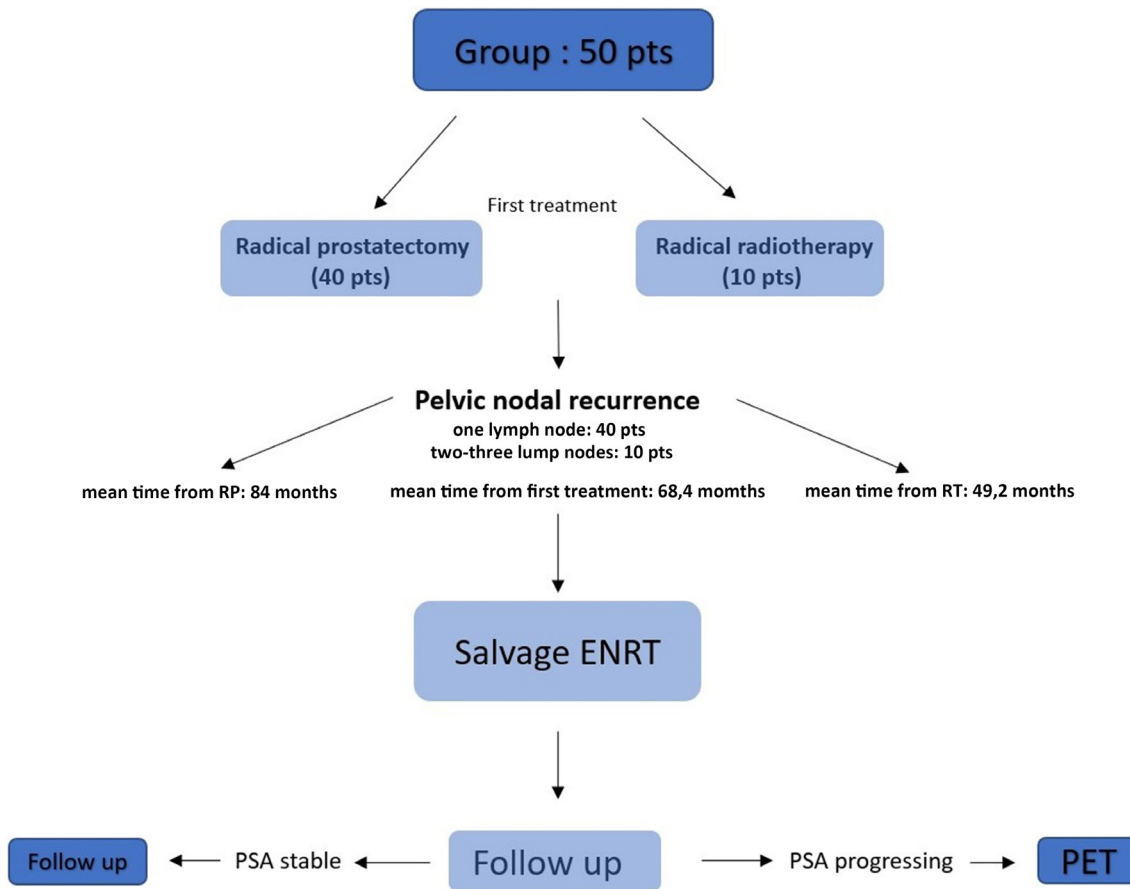 Group : 50 pts
First treatment
Radical prostatectomy
(40 pts)
Radical radiotherapy
(10 pts)
Pelvic nodal recurrence
one lymph node: 40 pts
two-three lump nodes: 10 pts
mean time from RP: 84 months
mean time from first treatment: 68,4 momths
mean time from RT: 49,2 months
Salvage ENRT
Follow up
PSA stable
Follow up
PSA progressing
PET